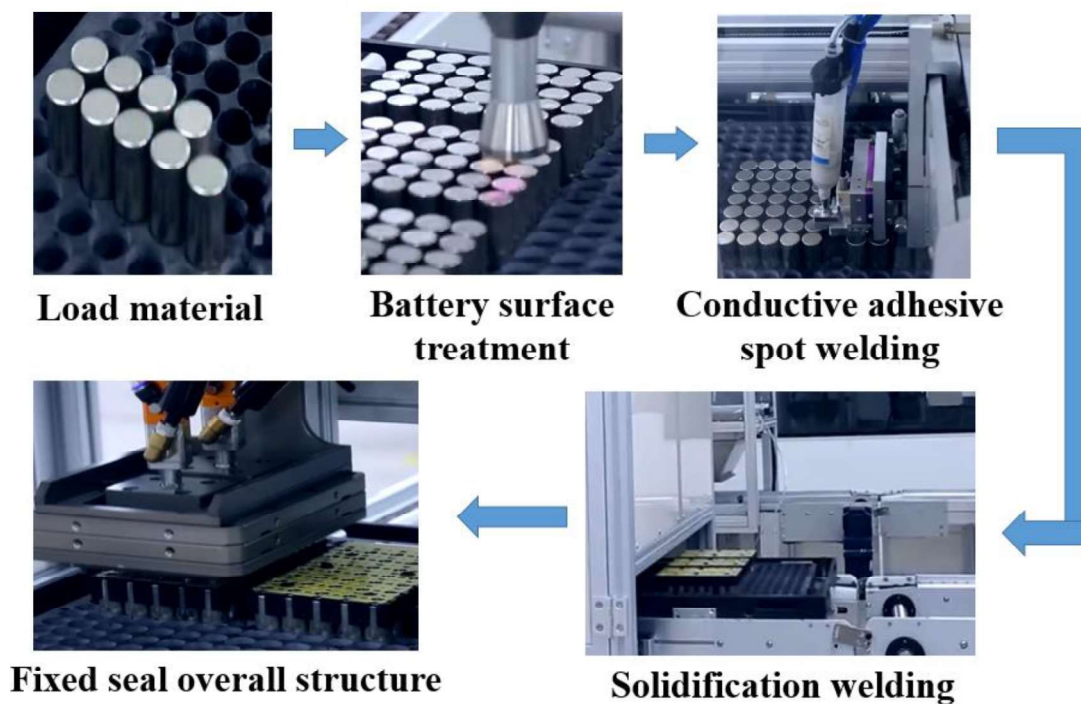 Load material
Battery surface
treatment
Conductive adhesive
spot welding
Fixed seal overall structure
Solidification welding